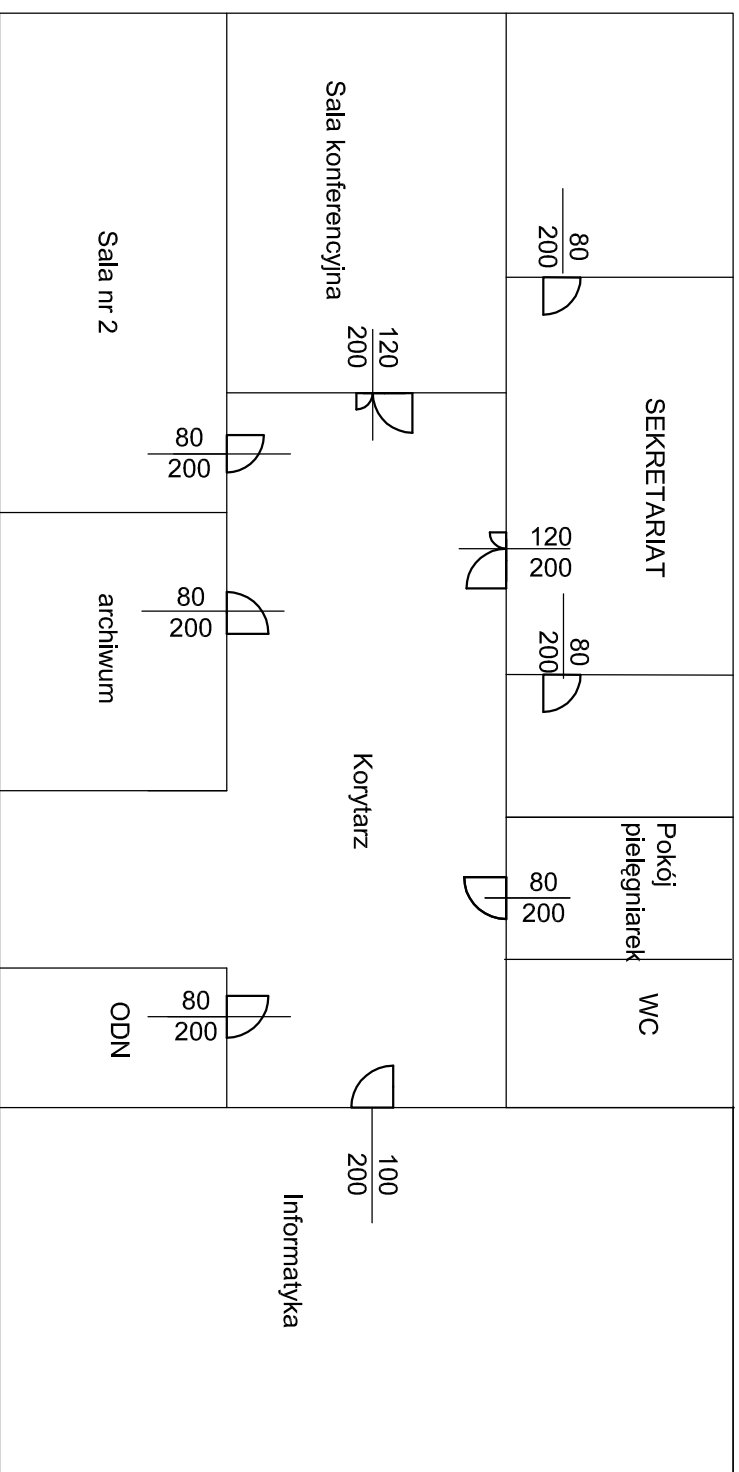 80
200
Sala konferencyjna
120
200
Sala nr 2
SEKRETARIAT
80
200
120
200
80
200
archiwum
80
200
Korytarz
Pokój
pielęgniarek
80
200
WC
ODN
80
200
100
200
Informatyka